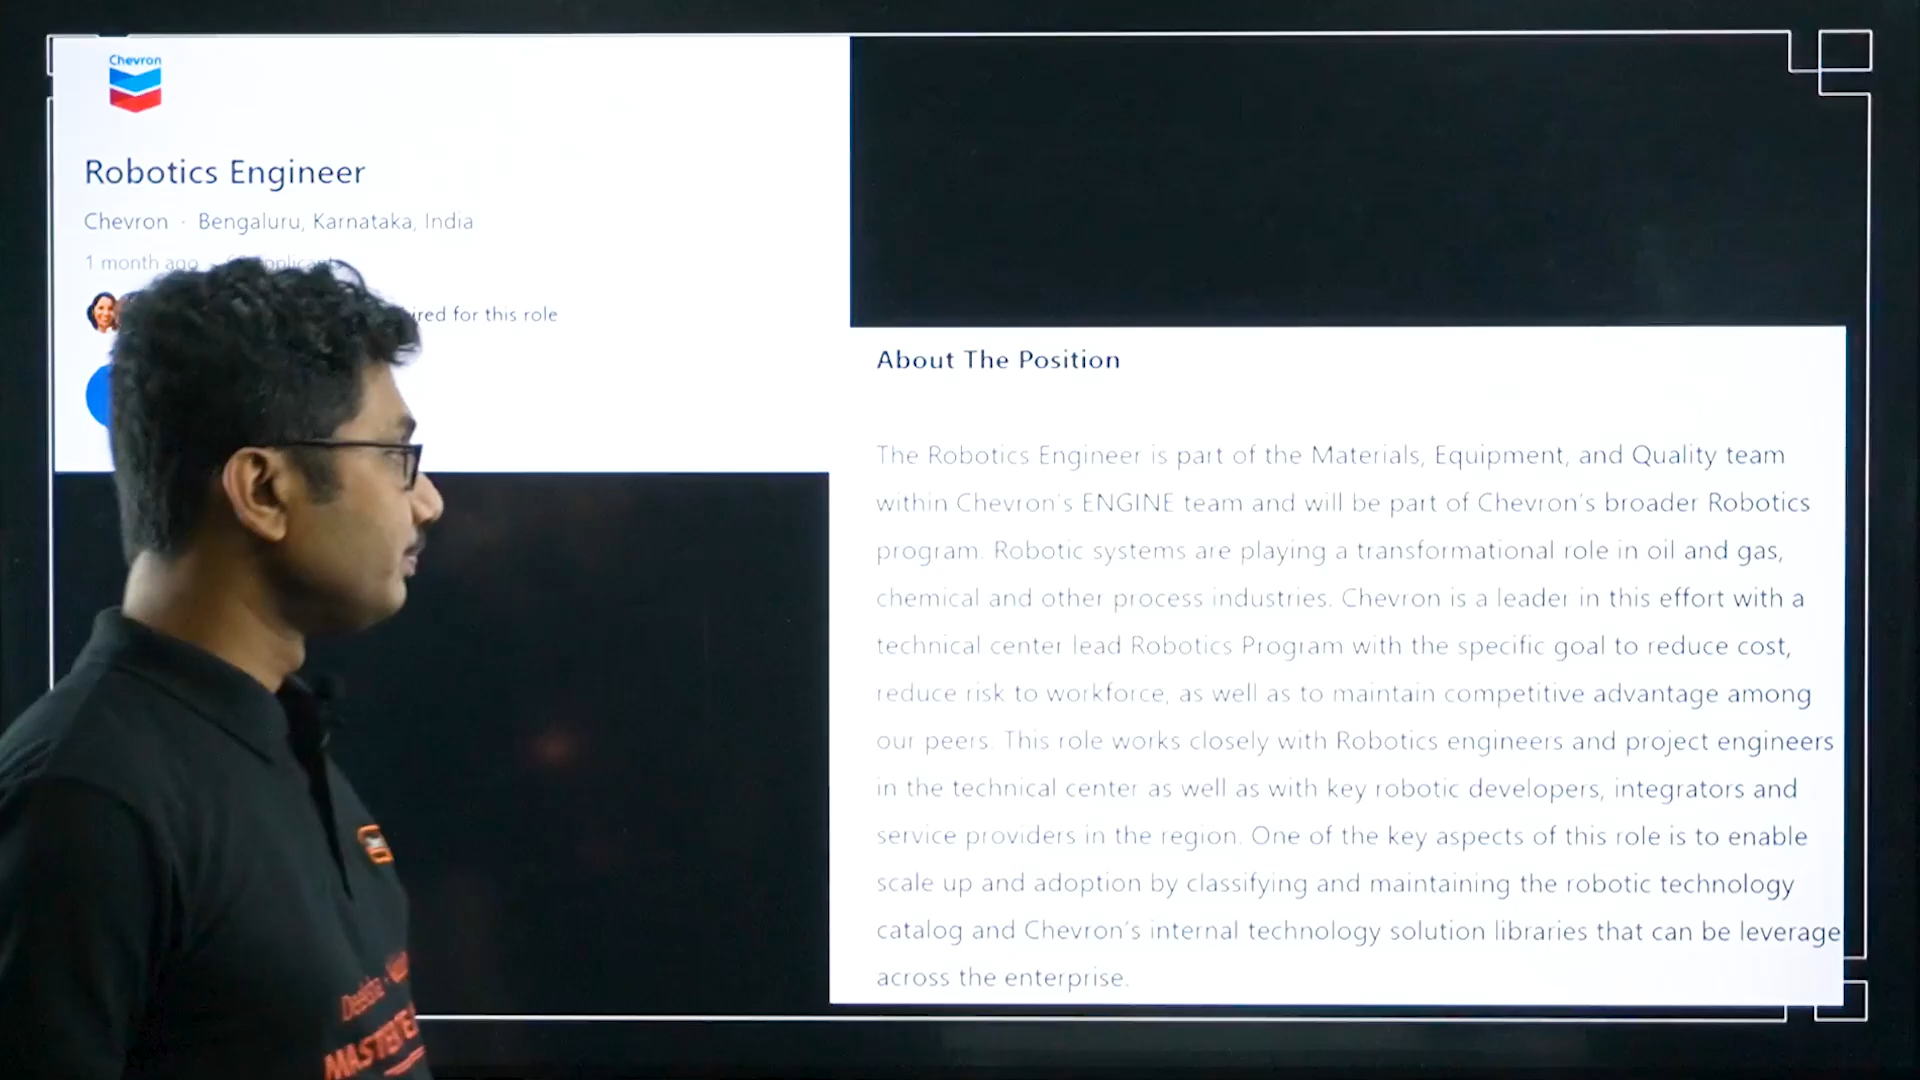 Chevron
Robotics Engineer
Chevron · Bengaluru, Karnataka, India
1 month ago
for this role
About The Position
The Robotics Engineer is part of the Materials, Equipment, and Quality team
within Chevron's ENGINE team and will be part of Chevron's broader Robotics
program. Robotic systems are playing a transformational role in oil and gas,
chemical and other process industries. Chevron is a leader in this effort with a
technical center lead Robotics Program with the specific goal to reduce cost,
reduce risk to workforce, as well as to maintain competitive advantage among
our peers. This role works closely with Robotics engineers and project engineers
in the technical center as well as with key robotic developers, integrators and
service providers in the region. One of the key aspects of this role is to enable
scale up and adoption by classifying and maintaining the robotic technology
catalog and Chevron's internal technology solution libraries that can be leverage
across the enterprise.